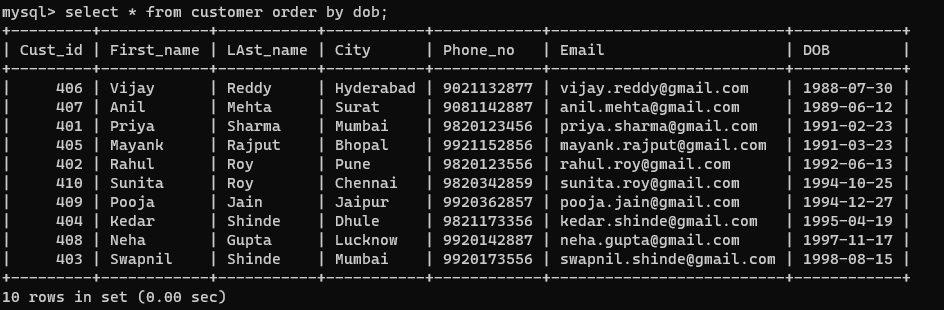 mysql> select * from customer order by dob;
+---------+------------+-----------+-----------+------------+-------------------------+------------+
| Cust_id | First_name | LAst_name | City      | Phone_no   | Email                   | DOB        |
+---------+------------+-----------+-----------+------------+-------------------------+------------+
|     406 | Vijay      | Reddy     | Hyderabad | 9021132877 | vijay.reddy@gmail.com   | 1988-07-30 |
|     407 | Anil       | Mehta     | Surat     | 9081142887 | anil.mehta@gmail.com    | 1989-06-12 |
|     401 | Priya      | Sharma    | Mumbai    | 9820123456 | priya.sharma@gmail.com  | 1991-02-23 |
|     405 | Mayank     | Rajput    | Bhopal    | 9921152856 | mayank.rajput@gmail.com | 1991-03-23 |
|     402 | Rahul      | Roy       | Pune      | 9820123556 | rahul.roy@gmail.com     | 1992-06-13 |
|     410 | Sunita     | Roy       | Chennai   | 9820342859 | sunita.roy@gmail.com    | 1994-10-25 |
|     409 | Pooja      | Jain      | Jaipur    | 9920362857 | pooja.jain@gmail.com    | 1994-12-27 |
|     404 | Kedar      | Shinde    | Dhule     | 9821173356 | kedar.shinde@gmail.com  | 1995-04-19 |
|     408 | Neha       | Gupta     | Lucknow   | 9920142887 | neha.gupta@gmail.com    | 1997-11-17 |
|     403 | Swapnil    | Shinde    | Mumbai    | 9920173556 | swapnil.shinde@gmail.com | 1998-08-15 |
+---------+------------+-----------+-----------+------------+-------------------------+------------+
10 rows in set (0.00 sec)